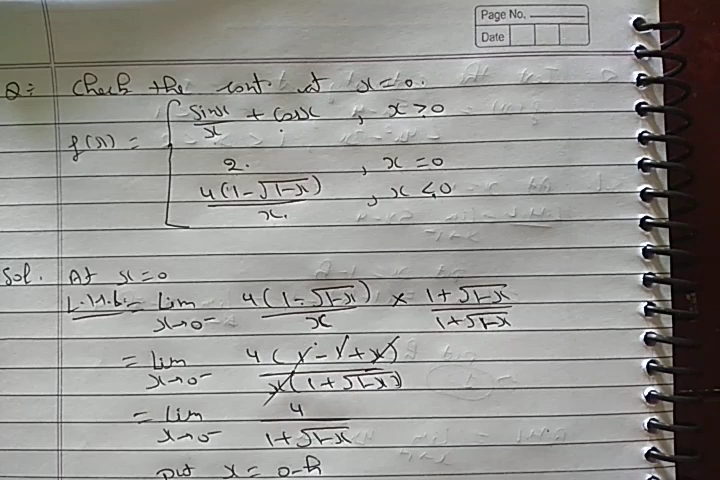 Page No.
Date
Q÷ Check the cont at x=0.
f(x) = { sinx/x + cosx , x>0
2. , x=0
4(1-√1-x)/x. , x<0
Sol. At x=0
L.H.L = Lim x→0- 4(1-√1-x)/x × 1+√1-x/1+√1-x
= Lim x→0- 4(1-1+x)/x(1+√1-x)
= Lim x→0- 4/1+√1-x
Put x = 0-h